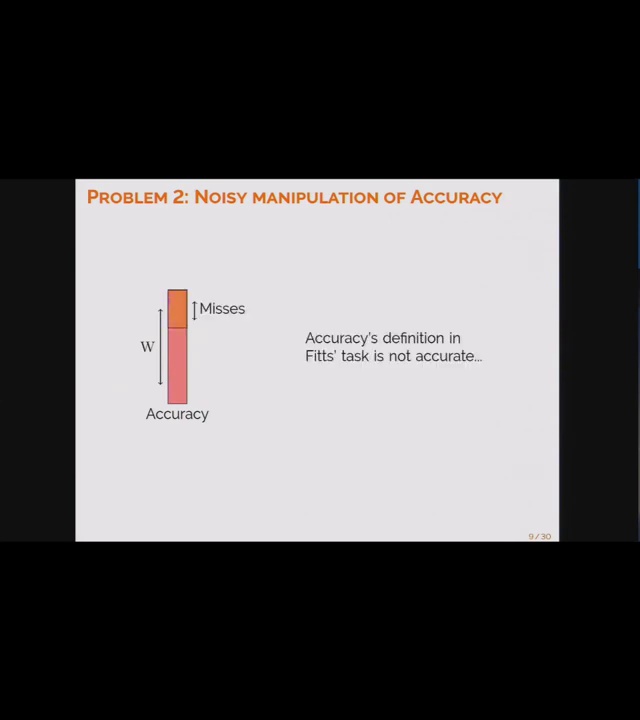 Problem 2: Noisy manipulation of Accuracy
Misses
W
Accuracy's definition in
Fitts' task is not accurate...
Accuracy
9/30